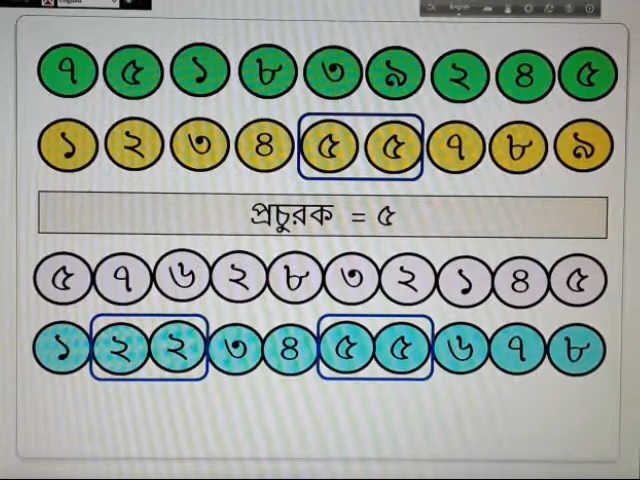 ৭ ৫ ১ ৮ ৩ ৯ ২ ৪ ৫
১ ২ ৩ ৪ ৫ ৫ ৭ ৮ ৯
প্রচুরক = ৫
৫ ৭ ৬ ২ ৮ ৩ ২ ১ ৪ ৫
১ ২ ২ ৩ ৪ ৫ ৫ ৬ ৭ ৮